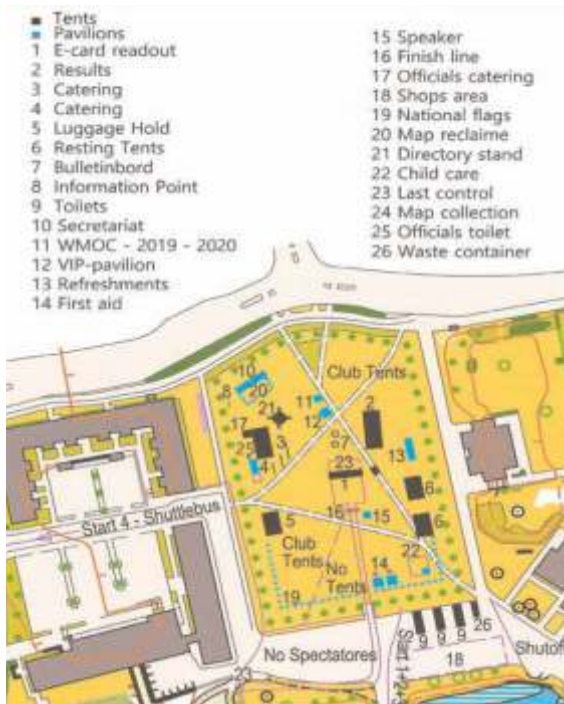 Tents
Pavilions
1 E-card readout
2 Results
3 Catering
4 Catering
5 Luggage Hold
6 Resting Tents
7 Bulletinbord
8 Information Point
9 Toilets
10 Secretariat
11 WMOC - 2019 - 2020
12 VIP-pavilion
13 Refreshments
14 First aid
15 Speaker
16 Finish line
17 Officials catering
18 Shops area
19 National flags
20 Map reclaime
21 Directory stand
22 Child care
23 Last control
24 Map collection
25 Officials toilet
26 Waste container
Club Tents
10
8
20
11
12
2
21
17
3
25
4
7
13
23
1
6
Start 4 - Shuttlebus
5
16
15
6
Club
Tents
No
Tents
22
14
19
9 9 9 9 26
No Spectatores
Start 1+2
18
Shutof
23